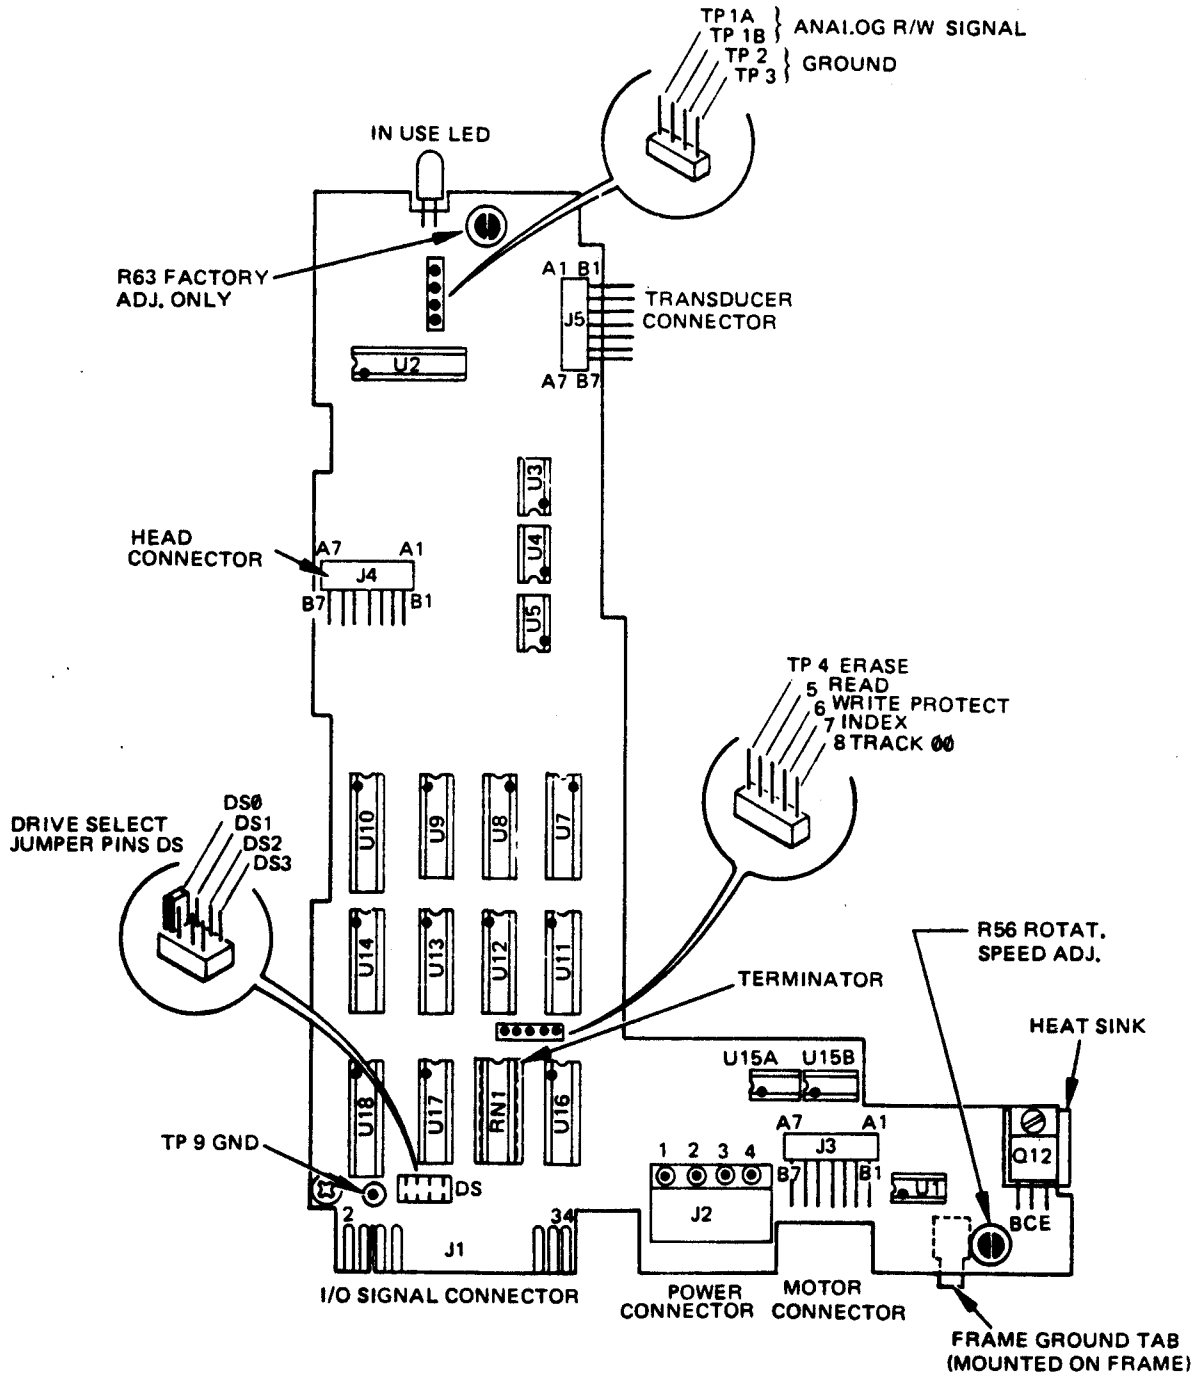 TP 1A
TP 1B
ANALOG R/W SIGNAL
TP 2
TP 3
GROUND
IN USE LED
R63 FACTORY
ADJ. ONLY
A1 B1
J5
A7 B7
TRANSDUCER
CONNECTOR
U2
U3
U4
U5
HEAD
CONNECTOR
A7 A1
J4
B7 B1
TP 4 ERASE
5 READ
6 WRITE PROTECT
7 INDEX
8 TRACK 00
DRIVE SELECT
JUMPER PINS DS
DS0
DS1
DS2
DS3
U10 U9 U8 U7
U14 U13 U12 U11
R56 ROTAT.
SPEED ADJ.
TERMINATOR
HEAT SINK
U18 U17 RN1 U16
U15A U15B
TP 9 GND
DS
1 2 3 4
J2
A7 A1
J3
B7 B1
U1
Q12
BCE
2 34
J1
I/O SIGNAL CONNECTOR
POWER
CONNECTOR
MOTOR
CONNECTOR
FRAME GROUND TAB
(MOUNTED ON FRAME)